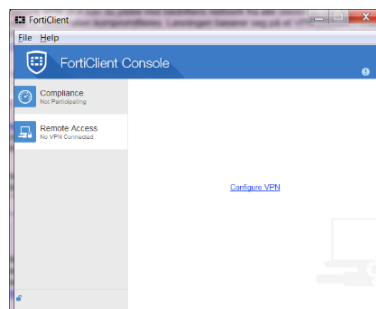 FortiClient
File Help
FortiClient Console
Compliance
Not Participating
Remote Access
No VPN Connected
Configure VPN